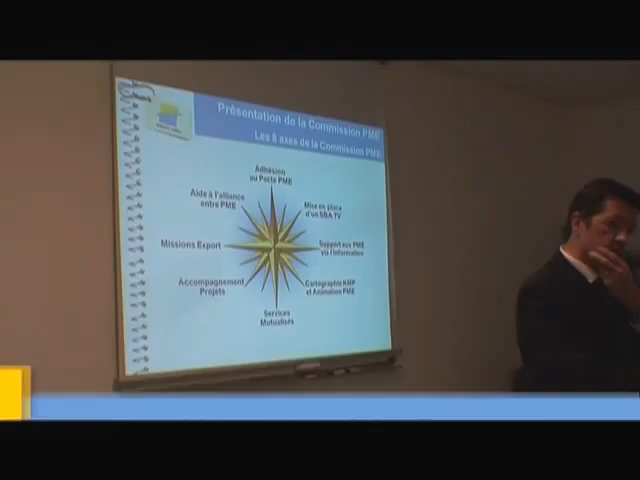 Présentation de la Commission PME
Les 8 axes de la Commission PME
Adhésion
au Pacte PME
Aide à l'alliance
entre PME
Mise en place
d'un SBA TV
Missions Export
Support aux PME
via l'information
Accompagnement
Projets
Cartographie KMP
et Animation PME
Services
Mutualisés